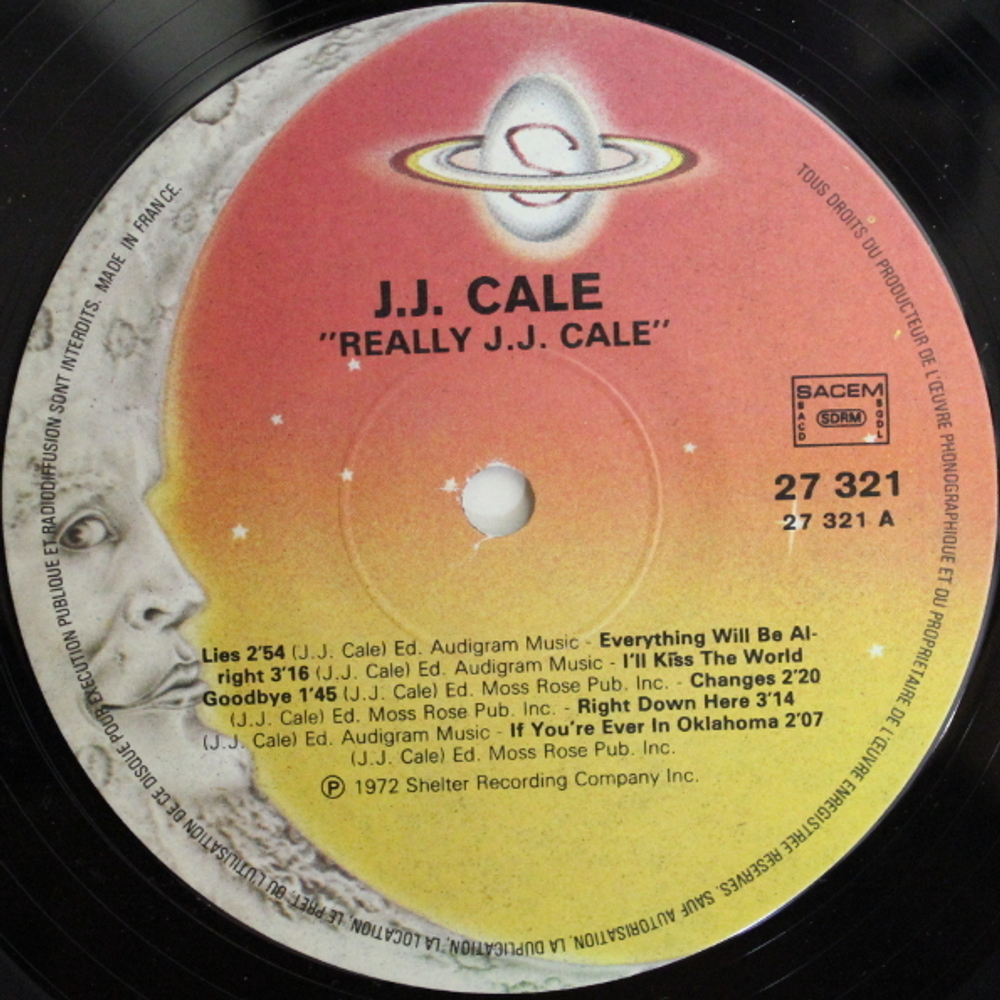 J.J. CALE
"REALLY J.J. CALE"
SACEM
BACD
SDRM
SGDL
27 321
27 321 A
Lies 2'54 (J.J. Cale) Ed. Audigram Music - Everything Will Be Al-
right 3'16 (J.J. Cale) Ed. Audigram Music - I'll Kiss The World
Goodbye 1'45 (J.J. Cale) Ed. Moss Rose Pub. Inc. - Changes 2'20
(J.J. Cale) Ed. Moss Rose Pub. Inc. - Right Down Here 3'14
(J.J. Cale) Ed. Audigram Music - If You're Ever In Oklahoma 2'07
(J.J. Cale) Ed. Moss Rose Pub. Inc.
℗ 1972 Shelter Recording Company Inc.
TOUS DROITS DU PRODUCTEUR DE L'ŒUVRE PHONOGRAPHIQUE ET DU PROPRIETAIRE DE L'ŒUVRE ENREGISTREE RESERVES. SAUF AUTORISATION, LA DUPLICATION, LA LOCATION, LE PRET, OU L'UTILISATION DE CE DISQUE POUR EXECUTION PUBLIQUE ET RADIODIFFUSION SONT INTERDITS. MADE IN FRANCE.